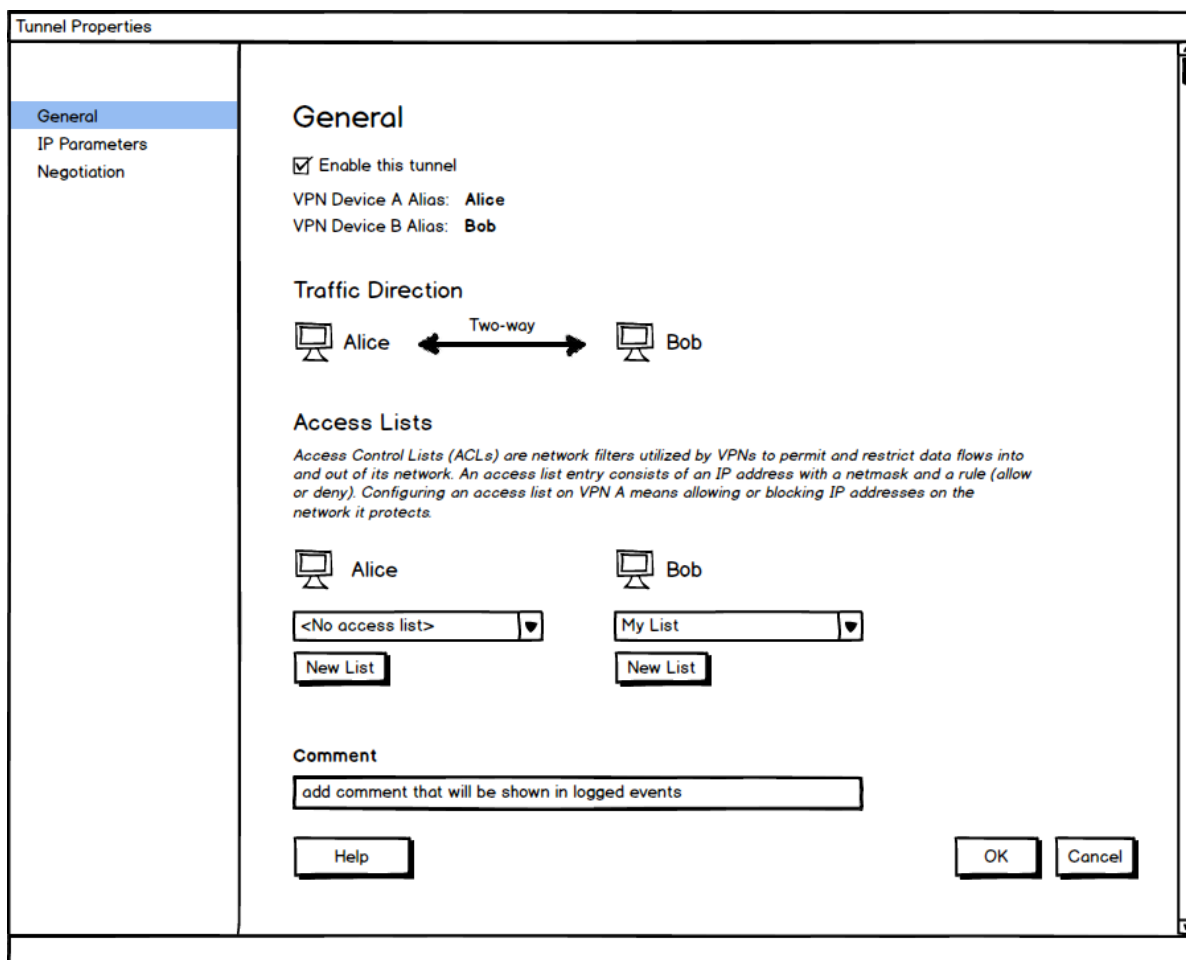 Tunnel Properties
General
IP Parameters
Negotiation
General
Enable this tunnel
VPN Device A Alias: Alice
VPN Device B Alias: Bob
Traffic Direction
Alice
Two-way
Bob
Access Lists
Access Control Lists (ACLs) are network filters utilized by VPNs to permit and restrict data flows into
and out of its network. An access list entry consists of an IP address with a netmask and a rule (allow
or deny). Configuring an access list on VPN A means allowing or blocking IP addresses on the
network it protects.
Alice
Bob
<No access list>
My List
New List
New List
Comment
add comment that will be shown in logged events
Help
OK
Cancel